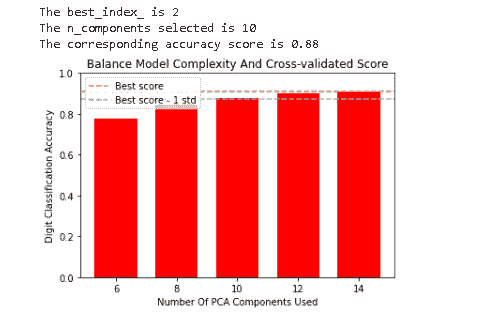 The best_index_ is 2
The n_components selected is 10
The corresponding accuracy score is 0.88
Balance Model Complexity And Cross-validated Score
1.0
Best score
Best score - 1 std
0.8
0.6
0.4
0.2
0.0
Digit Classification Accuracy
6 8 10 12 14
Number Of PCA Components Used